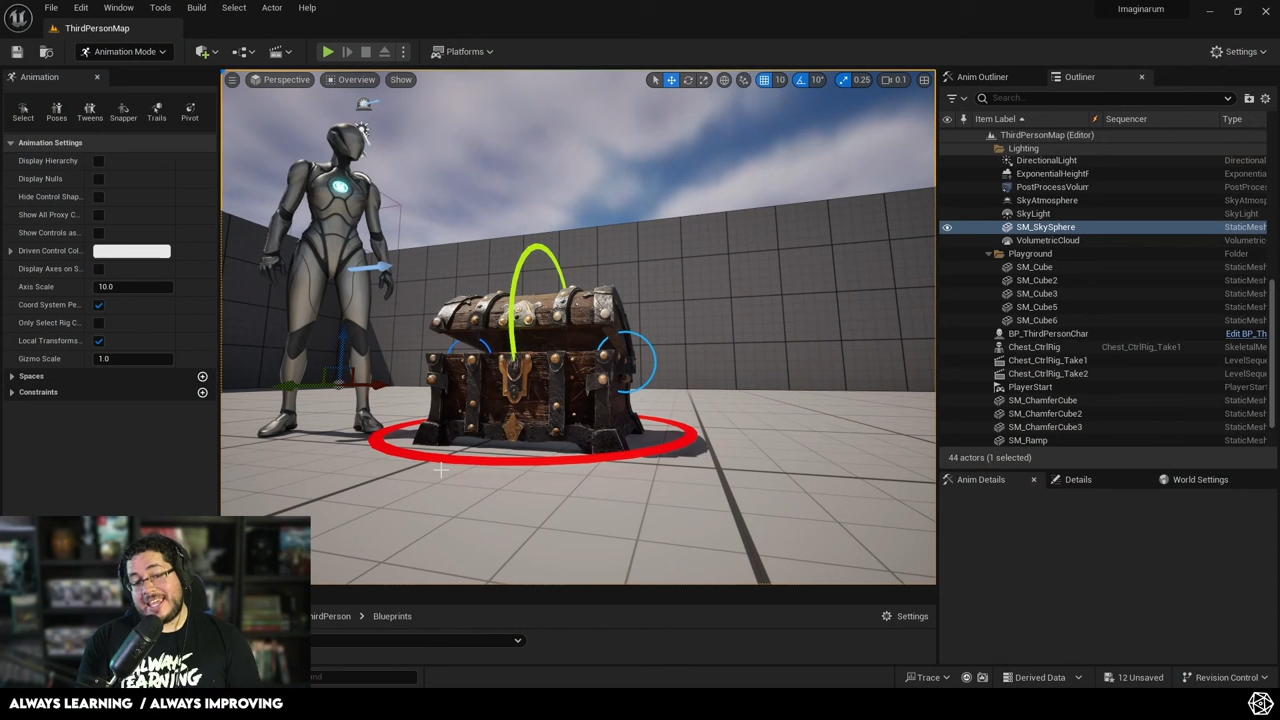 File Edit Window Tools Build Select Actor Help
Imaginarum
ThirdPersonMap
Animation Mode
Platforms
Settings
Animation
Perspective
Overview
Show
10
10°
0.25
0.1
Anim Outliner
Outliner
Search...
Select Poses Tweens Snapper Trails Pivot
Item Label
Sequencer
Type
ThirdPersonMap (Editor)
Animation Settings
Lighting
Display Hierarchy
DirectionalLight Directional
Display Nulls
ExponentialHeightF Exponential
Hide Control Shap...
PostProcessVolum PostProces
Show All Proxy C...
SkyAtmosphere SkyAtmosp
Show Controls as...
SkyLight SkyLight
SM_SkySphere StaticMesh
Driven Control Col...
VolumetricCloud Volumetric
Display Axes on S...
Playground Folder
Axis Scale 10.0
SM_Cube StaticMesh
SM_Cube2 StaticMesh
Coord System Pe...
SM_Cube3 StaticMesh
Only Select Rig C...
SM_Cube5 StaticMesh
Local Transforms...
SM_Cube6 StaticMesh
BP_ThirdPersonChar Edit BP_Th
Gizmo Scale 1.0
Chest_CtrlRig Chest_CtrlRig_Take1 SkeletalMe
Spaces
Chest_CtrlRig_Take1 LevelSeque
Chest_CtrlRig_Take2 LevelSeque
Constraints
PlayerStart PlayerStart
SM_ChamferCube StaticMesh
SM_ChamferCube2 StaticMesh
SM_ChamferCube3 StaticMesh
SM_Ramp StaticMesh
44 actors (1 selected)
Anim Details
Details
World Settings
hirdPerson > Blueprints
Settings
Trace
Derived Data
12 Unsaved
Revision Control
ALWAYS
LEARNING
ALWAYS LEARNING / ALWAYS IMPROVING